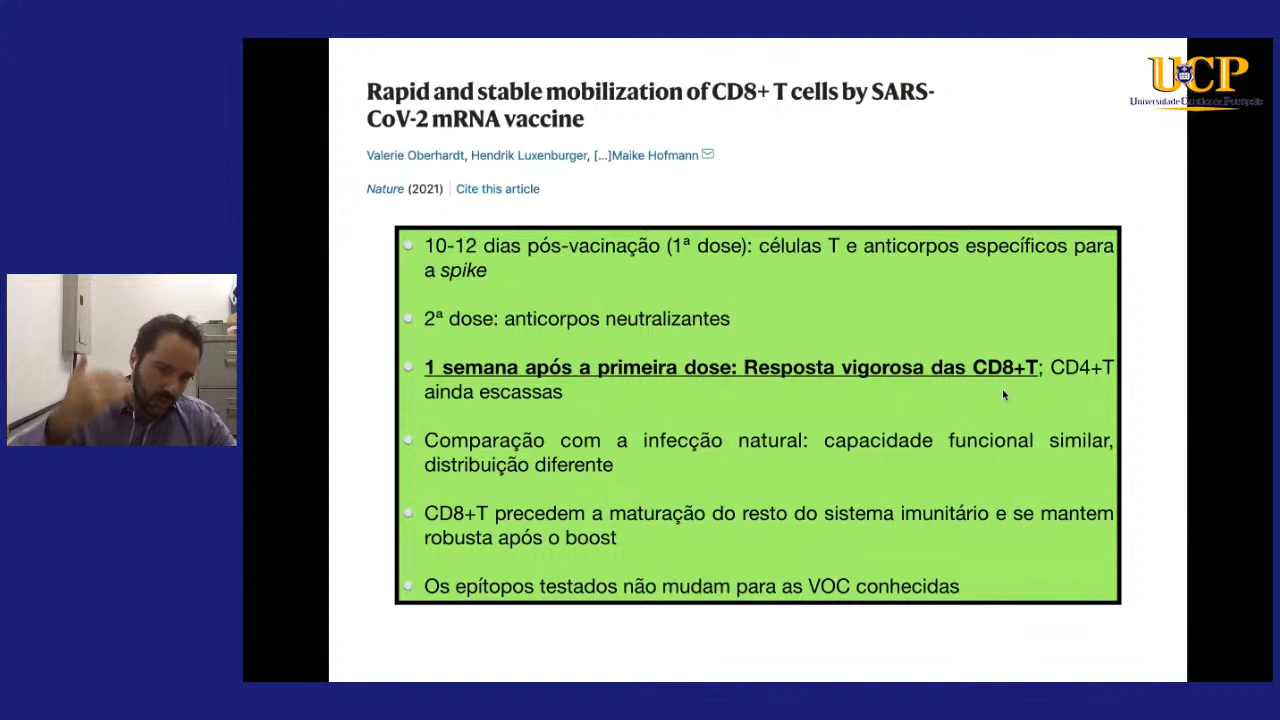 Rapid and stable mobilization of CD8+ T cells by SARS-
CoV-2 mRNA vaccine
UCP
Universidade Católica de Petrópolis
Valerie Oberhardt, Hendrik Luxenburger, [...]Maike Hofmann
Nature (2021) | Cite this article
10-12 dias pós-vacinação (1ª dose): células T e anticorpos específicos para
a spike
2ª dose: anticorpos neutralizantes
1 semana após a primeira dose: Resposta vigorosa das CD8+T; CD4+T
ainda escassas
Comparação com a infecção natural: capacidade funcional similar,
distribuição diferente
CD8+T precedem a maturação do resto do sistema imunitário e se mantem
robusta após o boost
Os epítopos testados não mudam para as VOC conhecidas